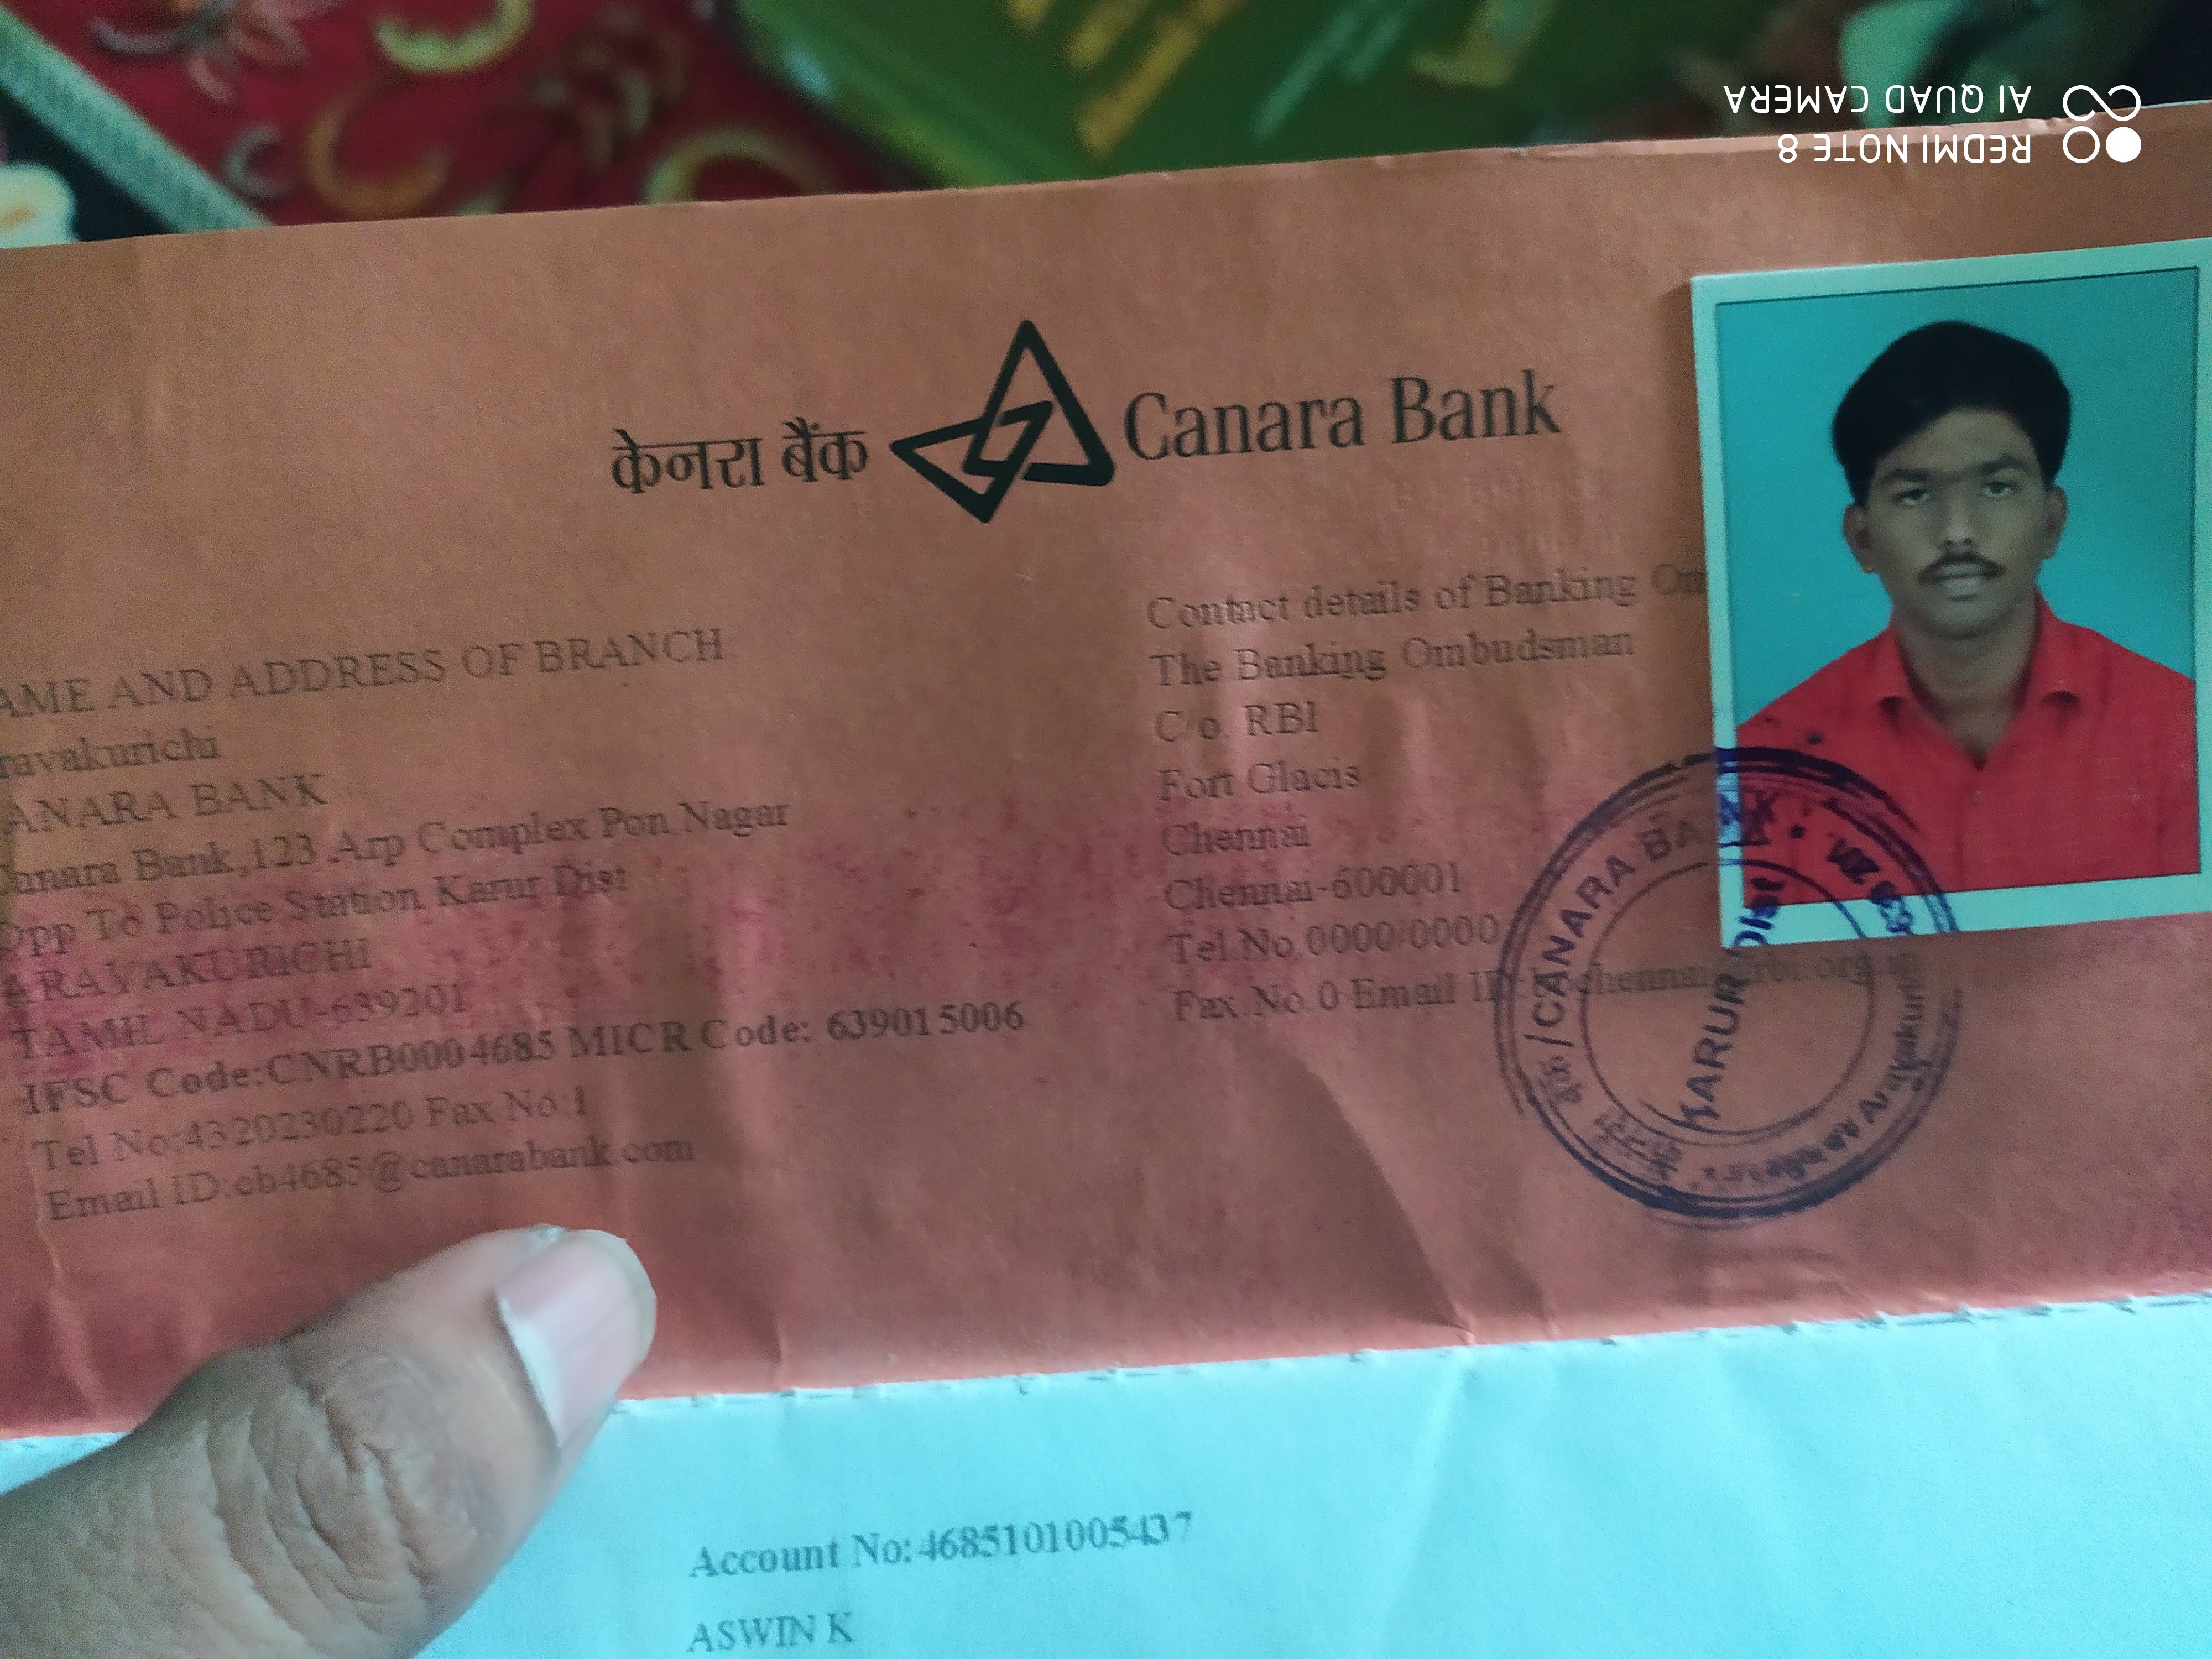 केनरा बैंक Canara Bank
AME AND ADDRESS OF BRANCH:
ravakurichi
ANARA BANK
anara Bank,123 Arp Complex Pon Nagar
Opp To Police Station Karur Dist
ARAVAKURICHI
TAMIL NADU-639201
IFSC Code:CNRB0004685 MICR Code: 639015006
Tel No:4320230220 Fax No:1
Email ID:cb4685@canarabank.com
Contact details of Banking Om
The Banking Ombudsman
C/o. RBI
Fort Glacis
Chennai
Chennai-600001
Tel.No.0000/0000
Fax.No.0 Email ID: chennai rbi.org.in
CANARA BANK
KARUR Dist
Aravakurichi
Account No:4685101005437
ASWIN K
REDMI NOTE 8
AI QUAD CAMERA